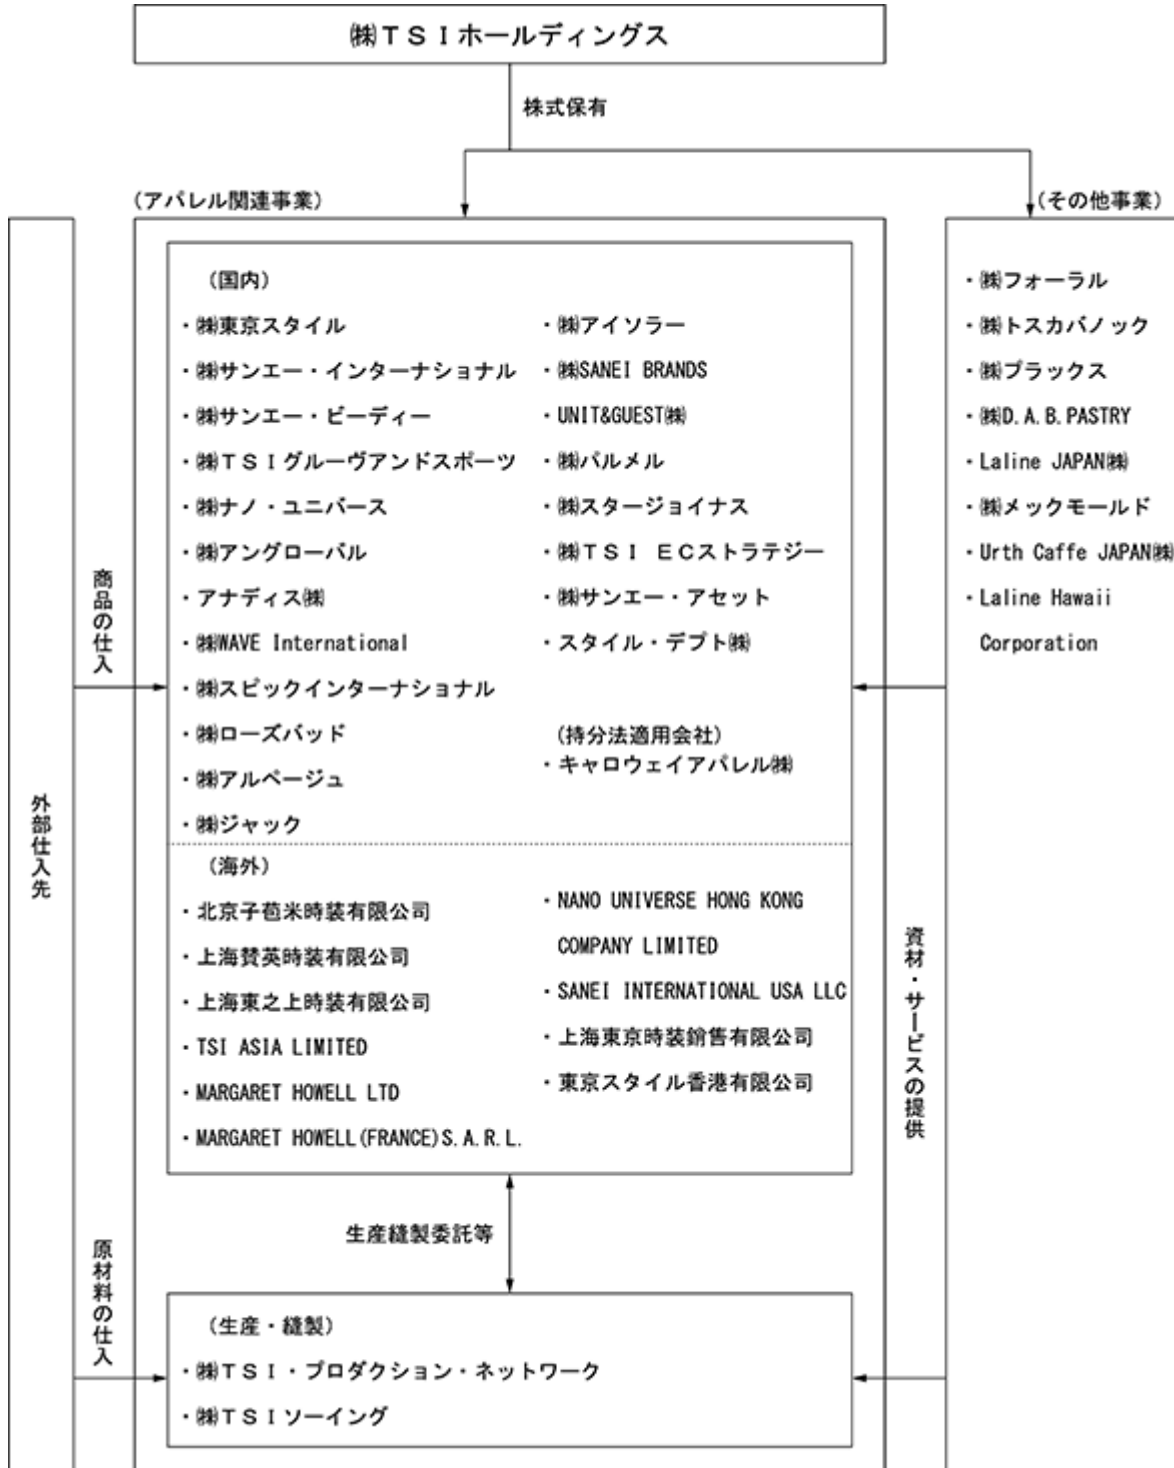 ㈱ＴＳＩホールディングス
株式保有
(アパレル関連事業)
(その他事業)
(国内)
・㈱東京スタイル
・㈱サンエー・インターナショナル
・㈱サンエー・ビーディー
・㈱ＴＳＩグルーヴアンドスポーツ
・㈱ナノ・ユニバース
・㈱アングローバル
・アナディス㈱
・㈱WAVE International
・㈱スピックインターナショナル
・㈱ローズバッド
・㈱アルページュ
・㈱ジャック
・㈱アイソラー
・㈱SANEI BRANDS
・UNIT&GUEST㈱
・㈱パルメル
・㈱スタージョイナス
・㈱ＴＳＩ ＥＣストラテジー
・㈱サンエー・アセット
・スタイル・デプト㈱
(持分法適用会社)
・キャロウェイアパレル㈱
(海外)
・北京子苞米時装有限公司
・上海賛英時装有限公司
・上海東之上時装有限公司
・TSI ASIA LIMITED
・MARGARET HOWELL LTD
・MARGARET HOWELL(FRANCE)S.A.R.L.
・NANO UNIVERSE HONG KONG
COMPANY LIMITED
・SANEI INTERNATIONAL USA LLC
・上海東京時装銷售有限公司
・東京スタイル香港有限公司
生産縫製委託等
(生産・縫製)
・㈱ＴＳＩ・プロダクション・ネットワーク
・㈱ＴＳＩソーイング
・㈱フォーラル
・㈱トスカバノック
・㈱プラックス
・㈱D.A.B.PASTRY
・Laline JAPAN㈱
・㈱メックモールド
・Urth Caffe JAPAN㈱
・Laline Hawaii
Corporation
外部仕入先
商品の仕入
原材料の仕入
資材・サービスの提供